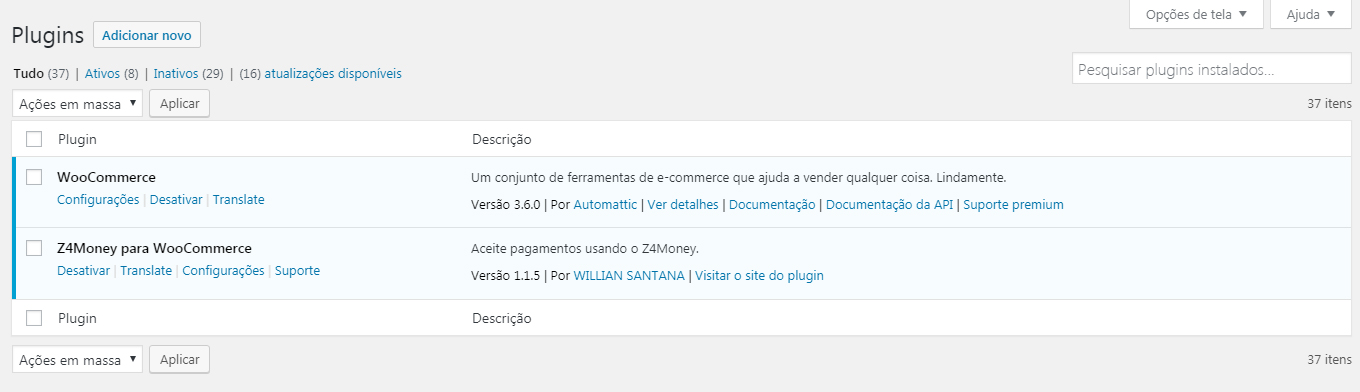 Opções de tela ▼ Ajuda ▼
Plugins Adicionar novo
Tudo (37) | Ativos (8) | Inativos (29) | (16) atualizações disponíveis
Pesquisar plugins instalados...
Ações em massa ▼ Aplicar 37 itens
Plugin Descrição
WooCommerce Um conjunto de ferramentas de e-commerce que ajuda a vender qualquer coisa. Lindamente.
Configurações | Desativar | Translate Versão 3.6.0 | Por Automattic | Ver detalhes | Documentação | Documentação da API | Suporte premium
Z4Money para WooCommerce Aceite pagamentos usando o Z4Money.
Desativar | Translate | Configurações | Suporte Versão 1.1.5 | Por WILLIAN SANTANA | Visitar o site do plugin
Plugin Descrição
Ações em massa ▼ Aplicar 37 itens